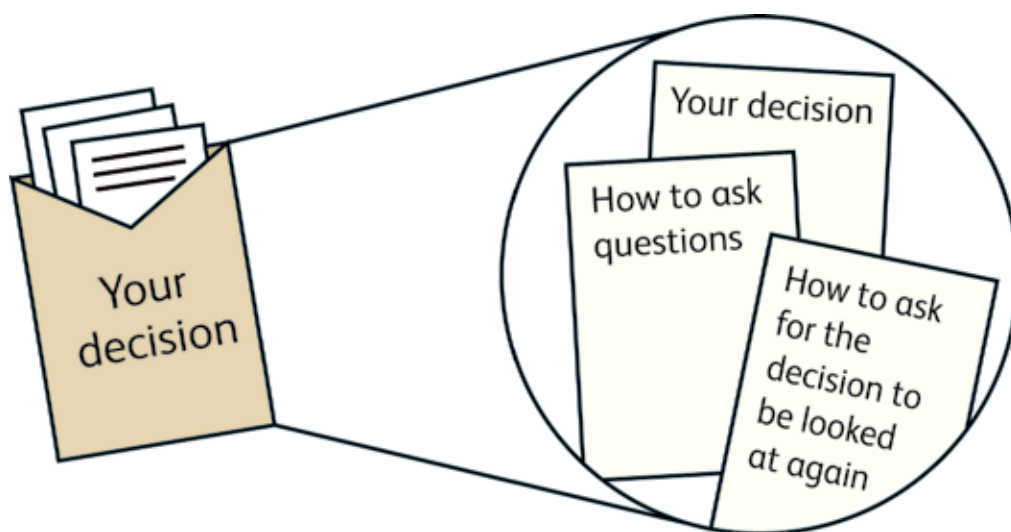 Your
decision
Your decision
How to ask
questions
How to ask
for the
decision to
be looked
at again